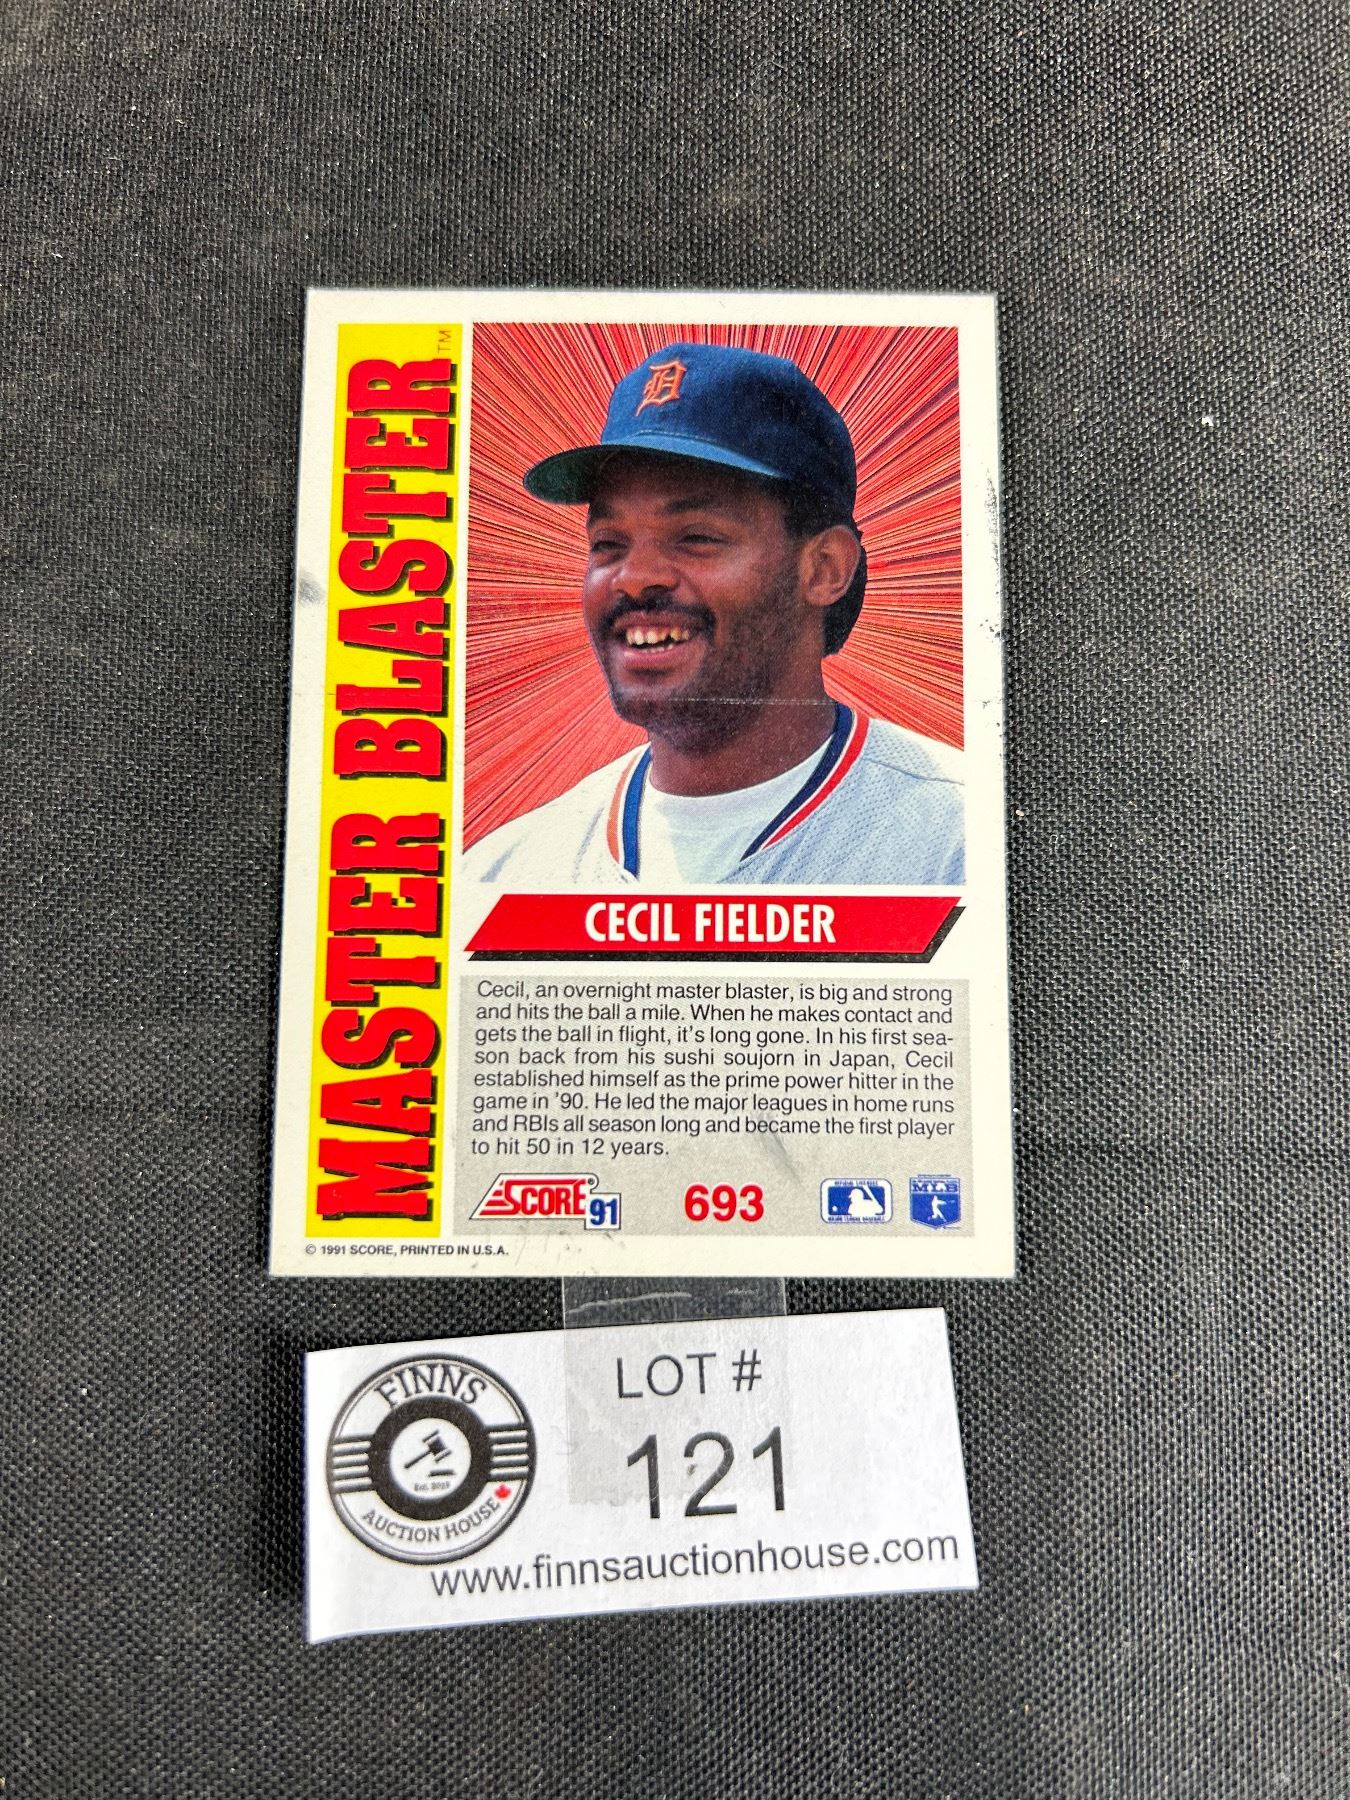 MASTER BLASTER™
D
CECIL FIELDER
Cecil, an overnight master blaster, is big and strong
and hits the ball a mile. When he makes contact and
gets the ball in flight, it's long gone. In his first sea-
son back from his sushi soujorn in Japan, Cecil
established himself as the prime power hitter in the
game in '90. He led the major leagues in home runs
and RBIs all season long and became the first player
to hit 50 in 12 years.
SCORE® 91
693
MLB
© 1991 SCORE, PRINTED IN U.S.A.
FINNS
AUCTION HOUSE
LOT #
121
www.finnsauctionhouse.com